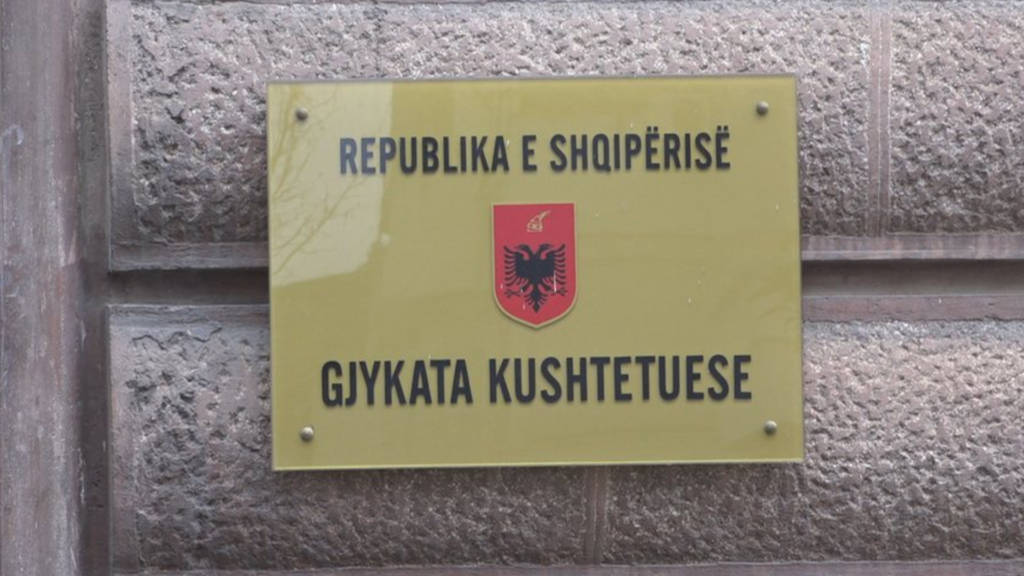 REPUBLIKA E SHQIPËRISË
GJYKATA KUSHTETUESE